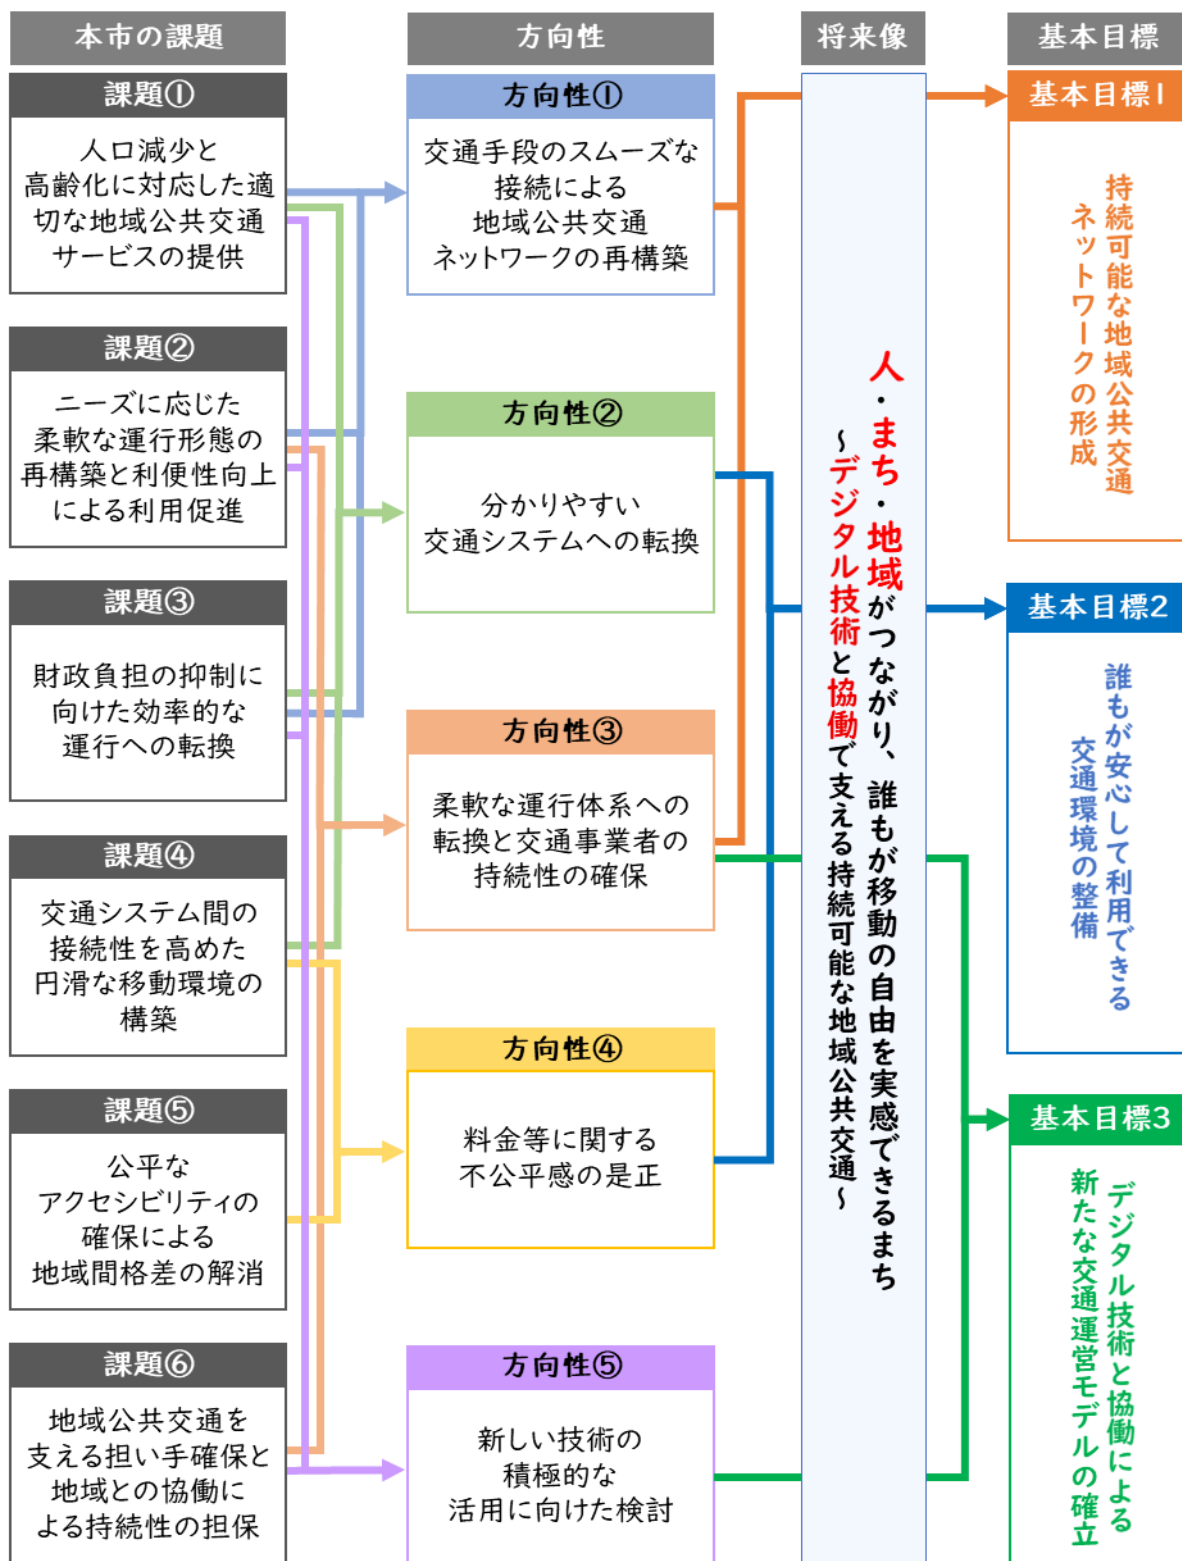 本市の課題
課題①
人口減少と
高齢化に対応した適
切な地域公共交通
サービスの提供
課題②
ニーズに応じた
柔軟な運行形態の
再構築と利便性向上
による利用促進
課題③
財政負担の抑制に
向けた効率的な
運行への転換
課題④
交通システム間の
接続性を高めた
円滑な移動環境の
構築
課題⑤
公平な
アクセシビリティの
確保による
地域間格差の解消
課題⑥
地域公共交通を
支える担い手確保と
地域との協働に
よる持続性の担保
方向性
方向性①
交通手段のスムーズな
接続による
地域公共交通
ネットワークの再構築
方向性②
分かりやすい
交通システムへの転換
方向性③
柔軟な運行体系への
転換と交通事業者の
持続性の確保
方向性④
料金等に関する
不公平感の是正
方向性⑤
新しい技術の
積極的な
活用に向けた検討
将来像
人・まち・地域がつながり、誰もが移動の自由を実感できるまち
～デジタル技術と協働で支える持続可能な地域公共交通～
基本目標
基本目標1
持続可能な地域公共交通
ネットワークの形成
基本目標2
誰もが安心して利用できる
交通環境の整備
基本目標3
デジタル技術と協働による
新たな交通運営モデルの確立